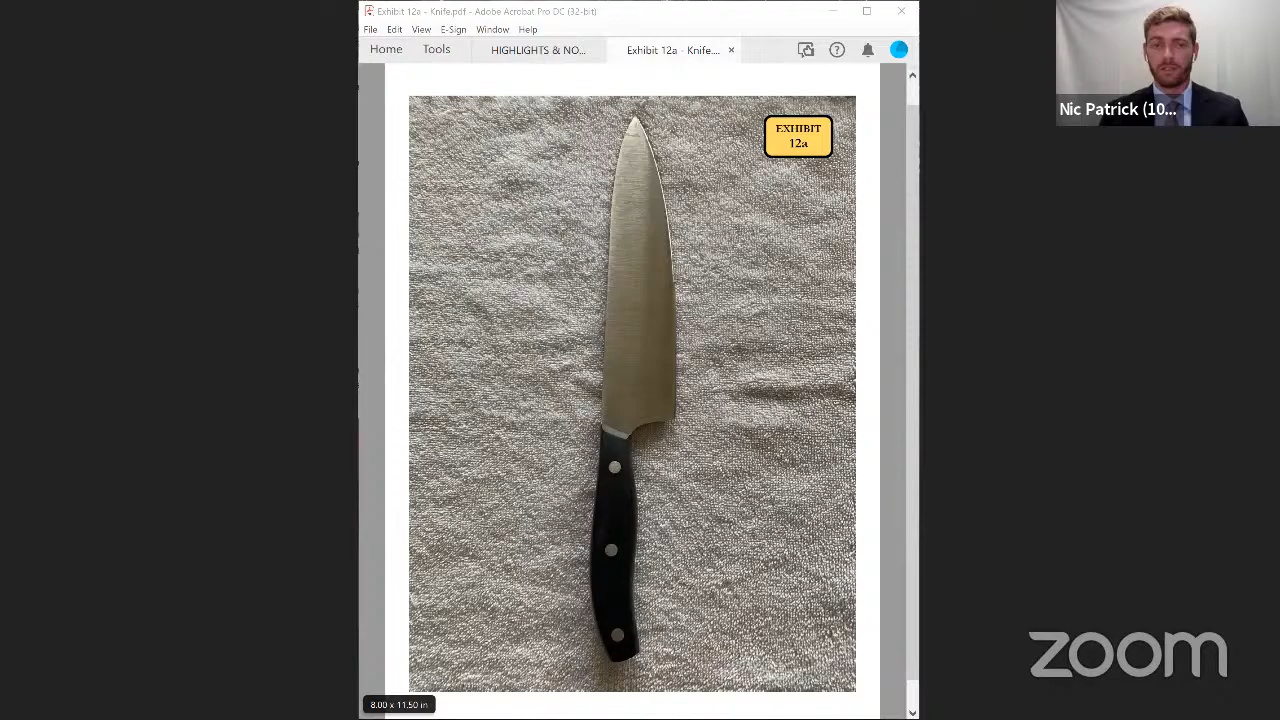 Exhibit 12a - Knife.pdf - Adobe Acrobat Pro DC (32-bit)
File Edit View E-Sign Window Help
Home Tools HIGHLIGHTS & NO... Exhibit 12a - Knife....
EXHIBIT
12a
8.00 x 11.50 in
Nic Patrick (10...
zoom